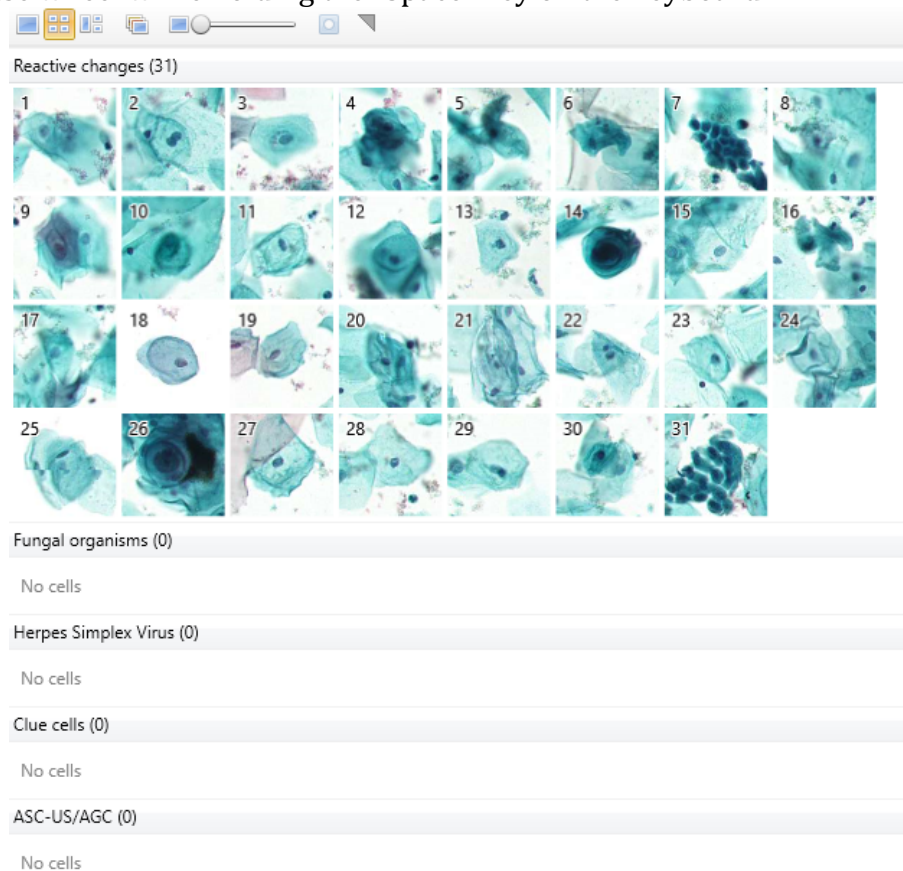 Reactive changes (31)
1 2 3 4 5 6 7 8
9 10 11 12 13 14 15 16
17 18 19 20 21 22 23 24
25 26 27 28 29 30 31
Fungal organisms (0)
No cells
Herpes Simplex Virus (0)
No cells
Clue cells (0)
No cells
ASC-US/AGC (0)
No cells